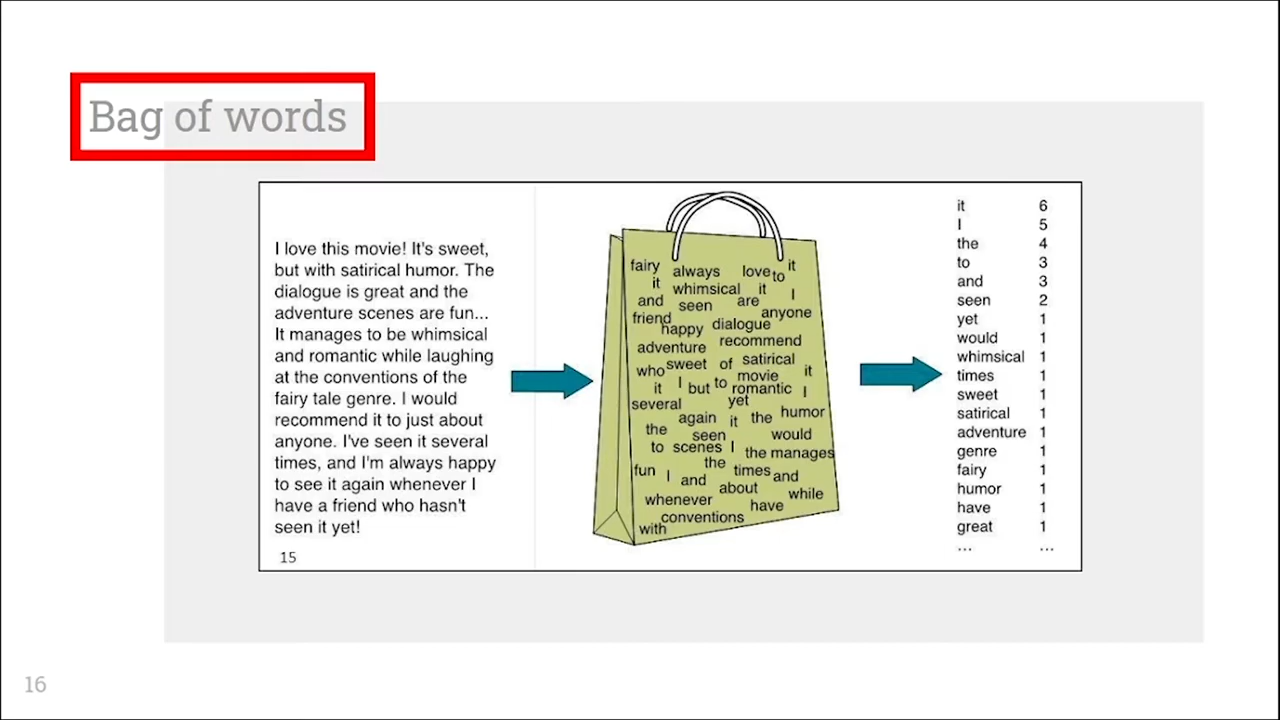 Bag of words
I love this movie! It's sweet,
but with satirical humor. The
dialogue is great and the
adventure scenes are fun...
It manages to be whimsical
and romantic while laughing
at the conventions of the
fairy tale genre. I would
recommend it to just about
anyone. I've seen it several
times, and I'm always happy
to see it again whenever I
have a friend who hasn't
seen it yet!
15
fairy always love to it
it whimsical it I
and seen are anyone
friend happy dialogue
adventure recommend
who sweet of satirical
it I but to movie it
romantic I
several yet
again it the humor
the seen would
to scenes I the manages
fun the times and
I and about while
whenever have
conventions
with
it 6
I 5
the 4
to 3
and 3
seen 2
yet 1
would 1
whimsical 1
times 1
sweet 1
satirical 1
adventure 1
genre 1
fairy 1
humor 1
have 1
great 1
... ...
16